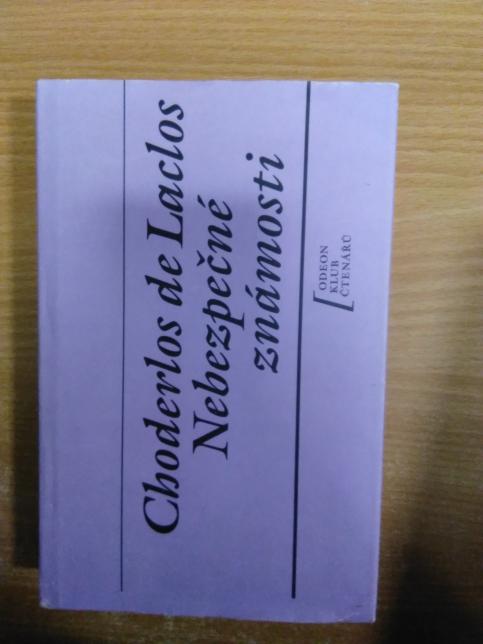 Choderlos de Laclos
Nebezpečné
známosti
ODEON
KLUB
ČTENÁŘŮ